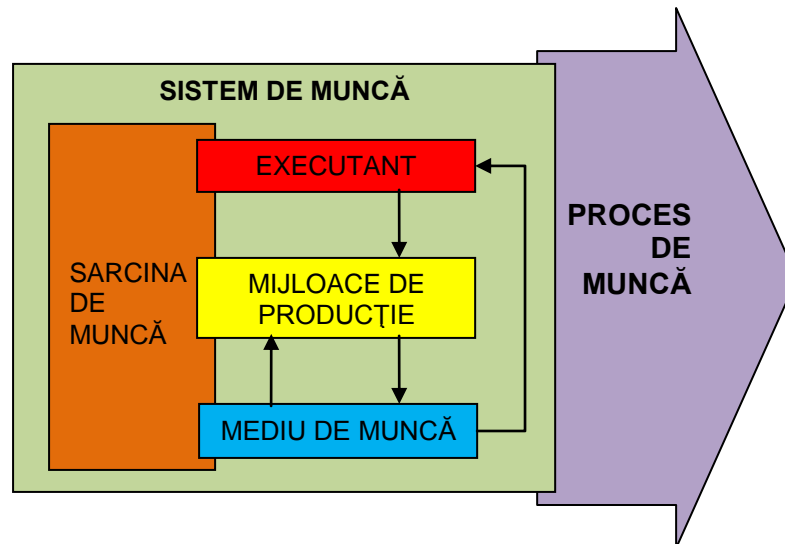 SISTEM DE MUNCĂ
EXECUTANT
SARCINA
DE
MUNCĂ
MIJLOACE DE
PRODUCŢIE
MEDIU DE MUNCĂ
PROCES
DE
MUNCĂ